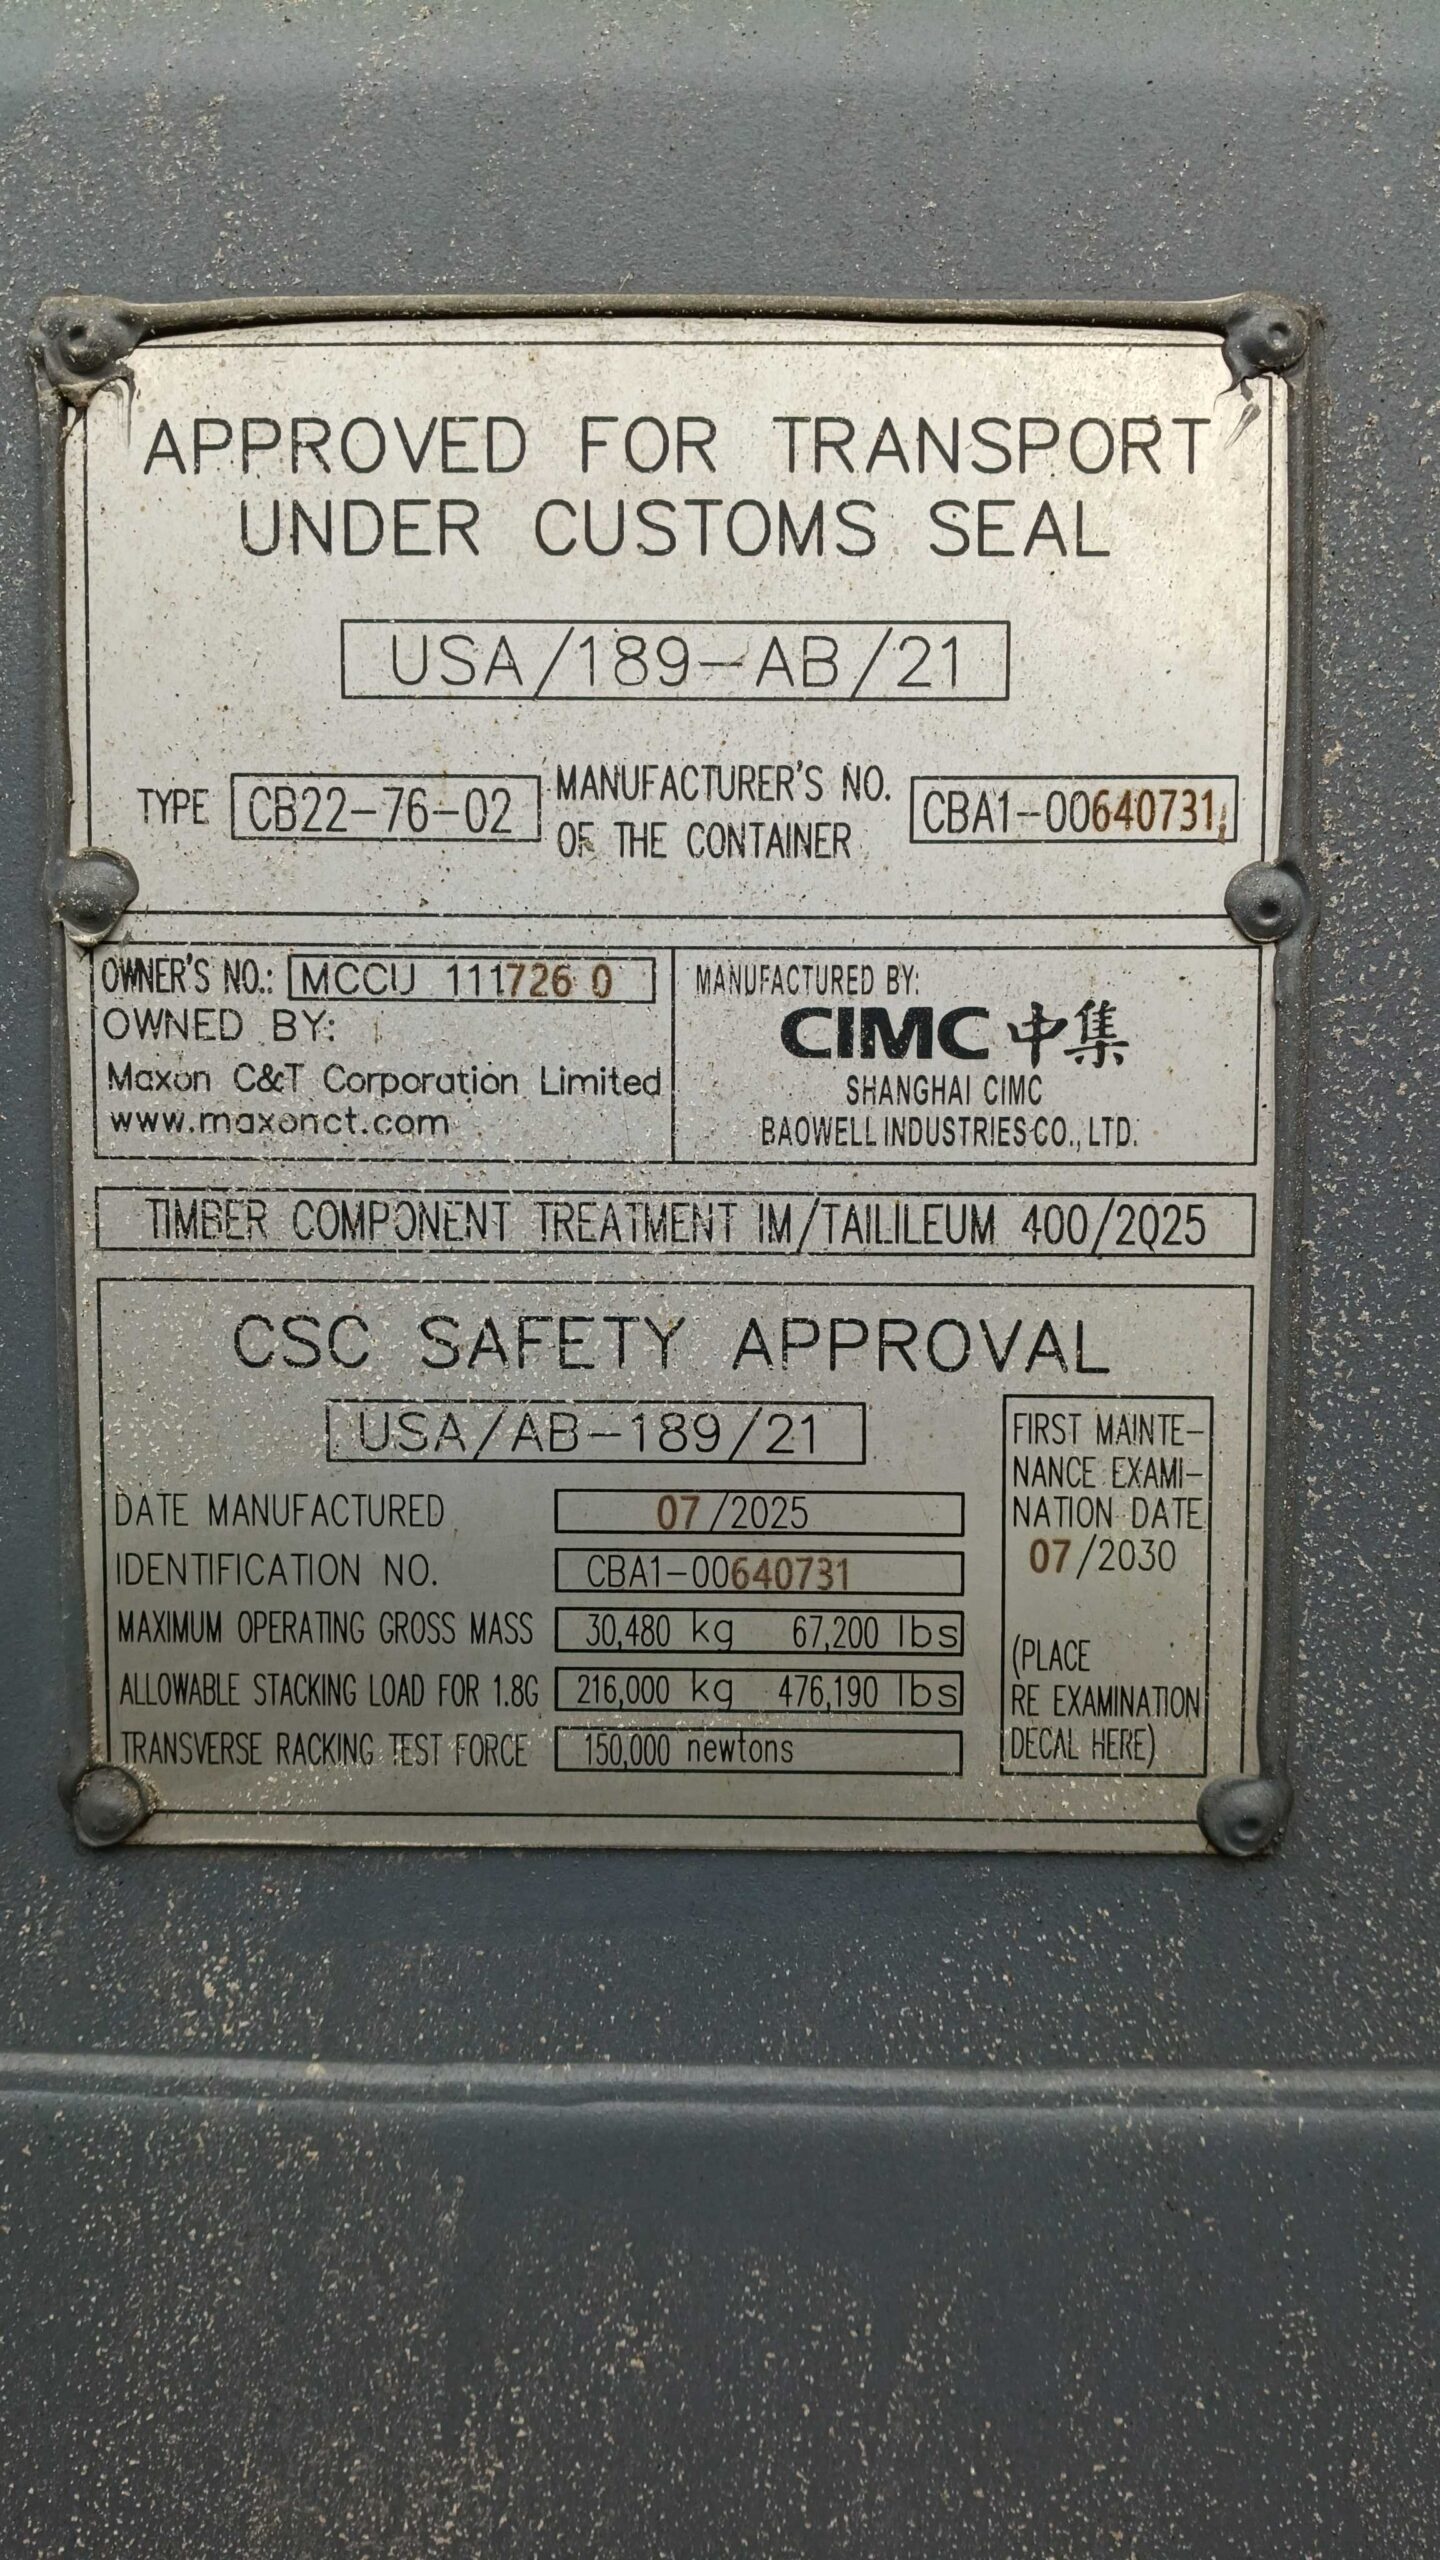 APPROVED FOR TRANSPORT
UNDER CUSTOMS SEAL
USA/189-AB/21
TYPE CB22-76-02 MANUFACTURER'S NO. OF THE CONTAINER CBA1-00640731
OWNER'S NO.: MCCU 111726 0
OWNED BY:
Maxon C&T Corporation Limited
www.maxonct.com
MANUFACTURED BY:
CIMC 中集
SHANGHAI CIMC
BAOWELL INDUSTRIES CO., LTD.
TIMBER COMPONENT TREATMENT IM/TAILILEUM 400/2025
CSC SAFETY APPROVAL
USA/AB-189/21
DATE MANUFACTURED 07/2025
IDENTIFICATION NO. CBA1-00640731
MAXIMUM OPERATING GROSS MASS 30,480 kg 67,200 lbs
ALLOWABLE STACKING LOAD FOR 1.8G 216,000 kg 476,190 lbs
TRANSVERSE RACKING TEST FORCE 150,000 newtons
FIRST MAINTE-
NANCE EXAMI-
NATION DATE
07/2030
(PLACE
RE EXAMINATION
DECAL HERE)